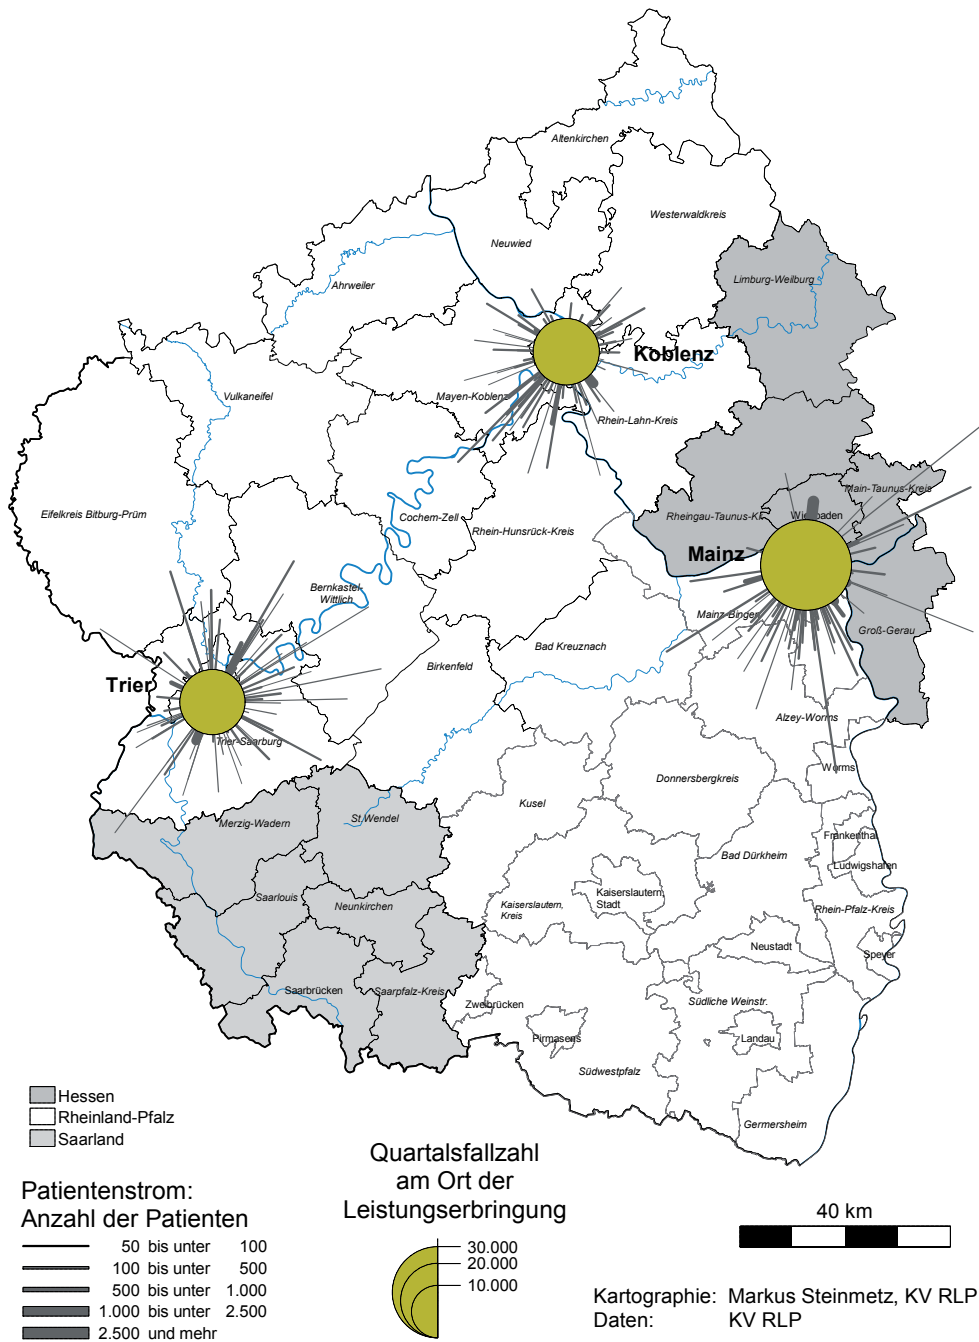 Altenkirchen
Westerwaldkreis
Neuwied
Limburg-Weilburg
Ahrweiler
Koblenz
Vulkaneifel
Mayen-Koblenz
Rhein-Lahn-Kreis
Main-Taunus-Kreis
Eifelkreis Bitburg-Prüm
Cochem-Zell
Rheingau-Taunus-K
Wiesbaden
Rhein-Hunsrück-Kreis
Mainz
Bernkastel-
Wittlich
Mainz-Bingen
Groß-Gerau
Bad Kreuznach
Birkenfeld
Trier
Alzey-Worms
Trier-Saarburg
Worms
Donnersbergkreis
Kusel
St.Wendel
Merzig-Wadern
Frankenthal
Bad Dürkheim
Ludwigshafen
Saarlouis
Neunkirchen
Kaiserslautern,
Kreis
Kaiserslautern,
Stadt
Rhein-Pfalz-Kreis
Neustadt
Speyer
Saarbrücken
Saarpfalz-Kreis
Zweibrücken
Südliche Weinstr.
Pirmasens
Landau
Südwestpfalz
Germersheim
Hessen
Rheinland-Pfalz
Saarland
Patientenstrom:
Anzahl der Patienten
50 bis unter 100
100 bis unter 500
500 bis unter 1.000
1.000 bis unter 2.500
2.500 und mehr
Quartalsfallzahl
am Ort der
Leistungserbringung
30.000
20.000
10.000
40 km
Kartographie: Markus Steinmetz, KV RLP
Daten: KV RLP